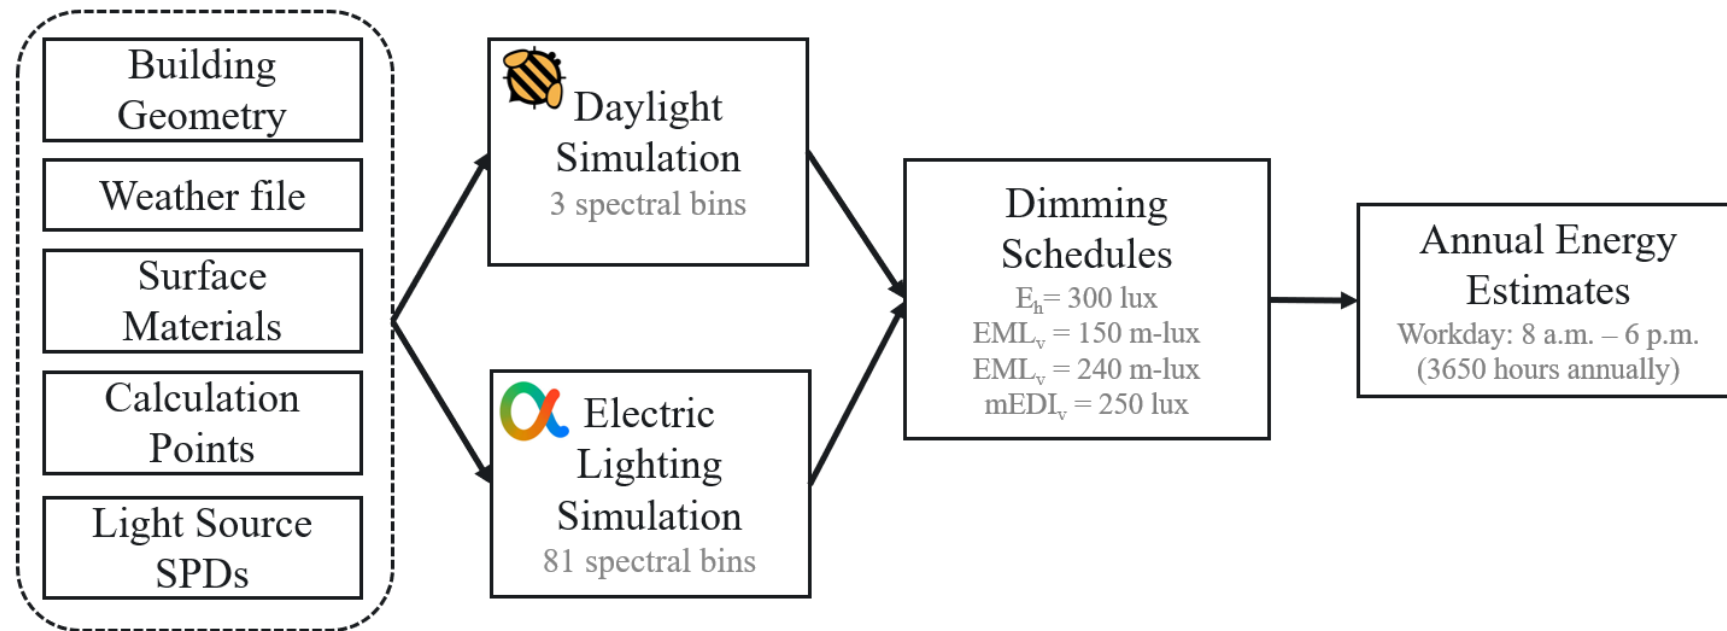 Building
Geometry
Weather file
Surface
Materials
Calculation
Points
Light Source
SPDs
Daylight
Simulation
3 spectral bins
Electric
Lighting
Simulation
81 spectral bins
Dimming
Schedules
Eₕ= 300 lux
EMLᵥ = 150 m-lux
EMLᵥ = 240 m-lux
mEDIᵥ = 250 lux
Annual Energy
Estimates
Workday: 8 a.m. – 6 p.m.
(3650 hours annually)